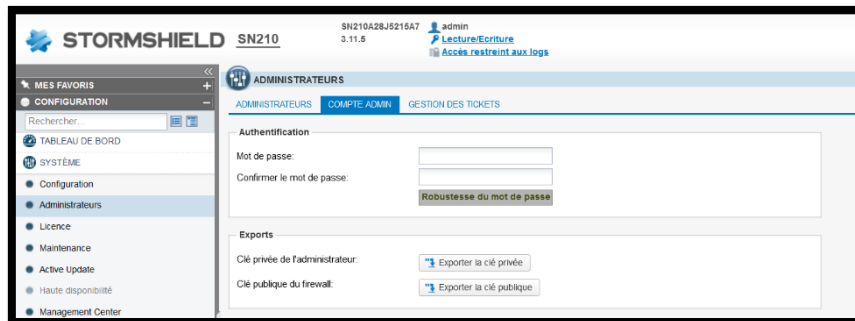 STORMSHIELD SN210
SN210A28J5215A7
3.11.5
admin
Lecture/Ecriture
Accès restreint aux logs
«
MES FAVORIS +
CONFIGURATION –
Rechercher...
TABLEAU DE BORD
SYSTÈME
Configuration
Administrateurs
Licence
Maintenance
Active Update
Haute disponibilité
Management Center
ADMINISTRATEURS
ADMINISTRATEURS COMPTE ADMIN GESTION DES TICKETS
Authentification
Mot de passe:
Confirmer le mot de passe:
Robustesse du mot de passe
Exports
Clé privée de l'administrateur: Exporter la clé privée
Clé publique du firewall: Exporter la clé publique